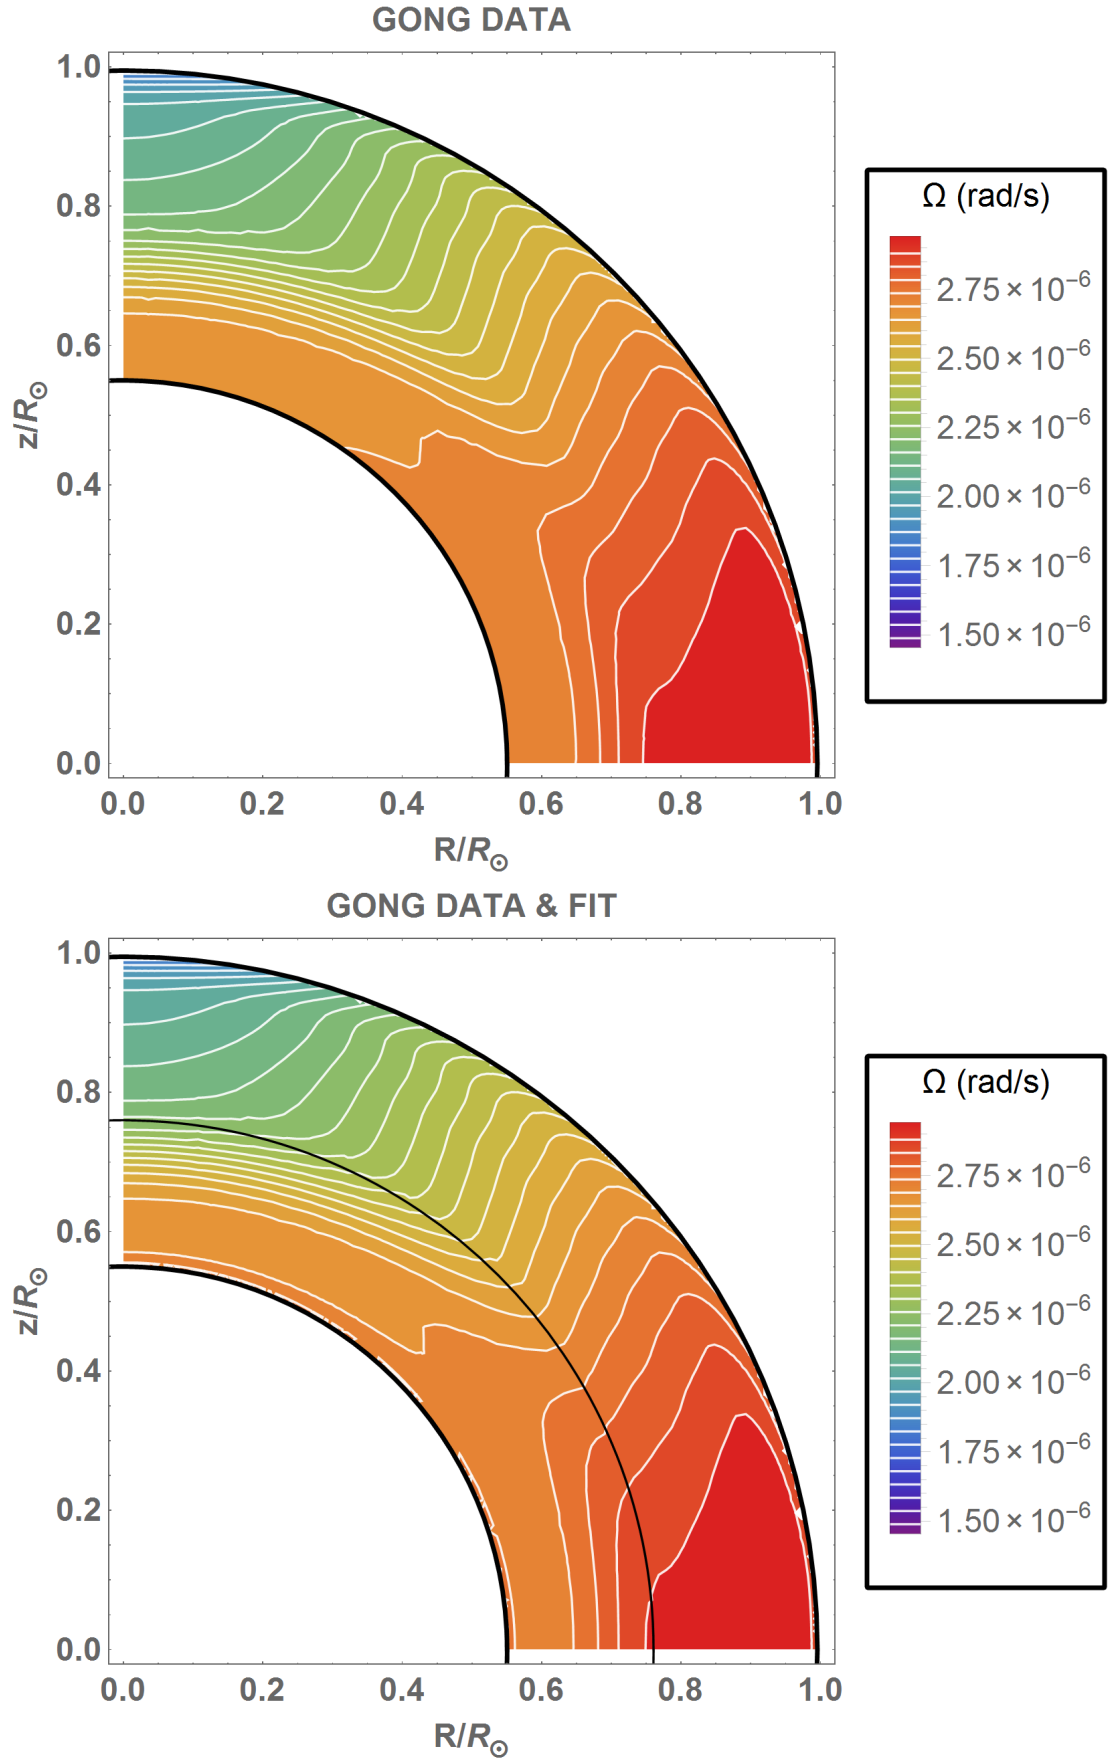 GONG DATA
1.0
0.8
0.6
0.4
0.2
0.0
z/R⊙
0.0 0.2 0.4 0.6 0.8 1.0
R/R⊙
Ω (rad/s)
2.75×10⁻⁶
2.50×10⁻⁶
2.25×10⁻⁶
2.00×10⁻⁶
1.75×10⁻⁶
1.50×10⁻⁶
GONG DATA & FIT
1.0
0.8
0.6
0.4
0.2
0.0
z/R⊙
0.0 0.2 0.4 0.6 0.8 1.0
R/R⊙
Ω (rad/s)
2.75×10⁻⁶
2.50×10⁻⁶
2.25×10⁻⁶
2.00×10⁻⁶
1.75×10⁻⁶
1.50×10⁻⁶